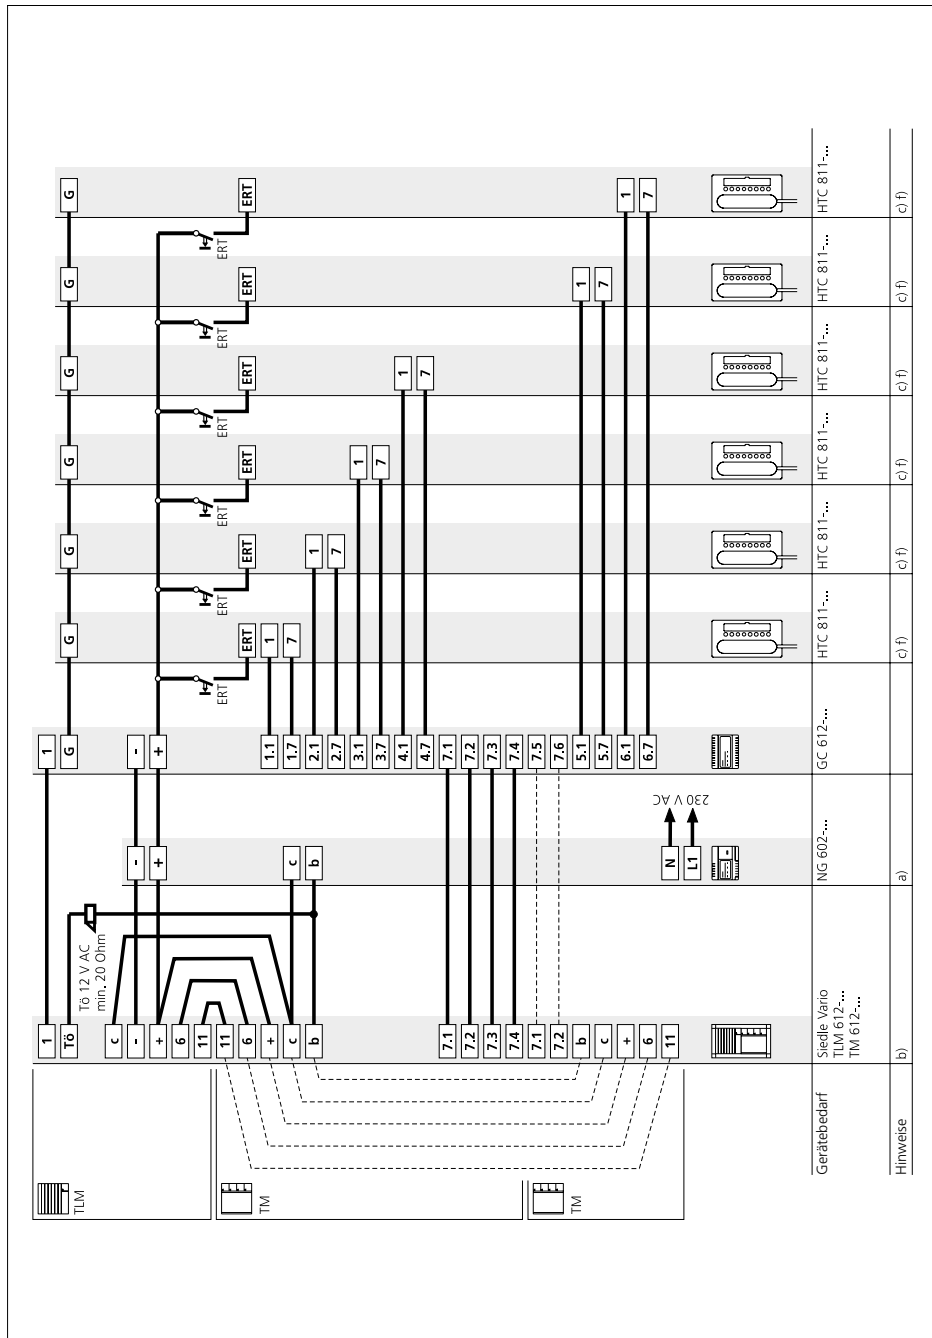 1 1
Tö G G G G G G G
TLM
Tö 12 V AC
min. 20 Ohm
c
- - -
+ + +
6
11
11 ERT ERT ERT ERT ERT ERT
6 ERT ERT ERT ERT ERT ERT
TM
+ 1.1 1
c c 1.7 7
b b 2.1 1
2.7 7
3.1 1
3.7 7
4.1 1
4.7 7
7.1 7.1
7.2 7.2
7.3 7.3
7.4 7.4
7.1 7.5
7.2 7.6
TM
b 5.1 1
c 5.7 7
+ 6.1 1
6 6.7 7
11 N
L1
230 V AC
Gerätebedarf
Siedle Vario
TLM 612-...
TM 612-...
NG 602-...
GC 612-...
HTC 811-...
HTC 811-...
HTC 811-...
HTC 811-...
HTC 811-...
HTC 811-...
Hinweise
b)
a)
c) f)
c) f)
c) f)
c) f)
c) f)
c) f)